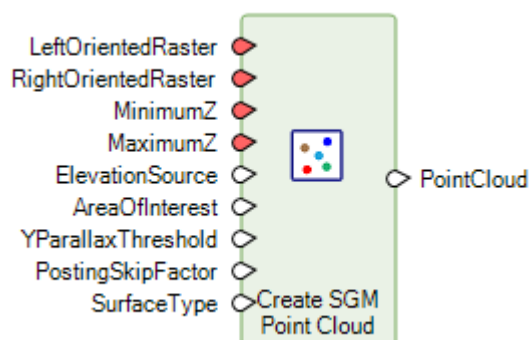 LeftOrientedRaster
RightOrientedRaster
MinimumZ
MaximumZ
ElevationSource
AreaOfInterest
YParallaxThreshold
PostingSkipFactor
SurfaceType
PointCloud
Create SGM
Point Cloud